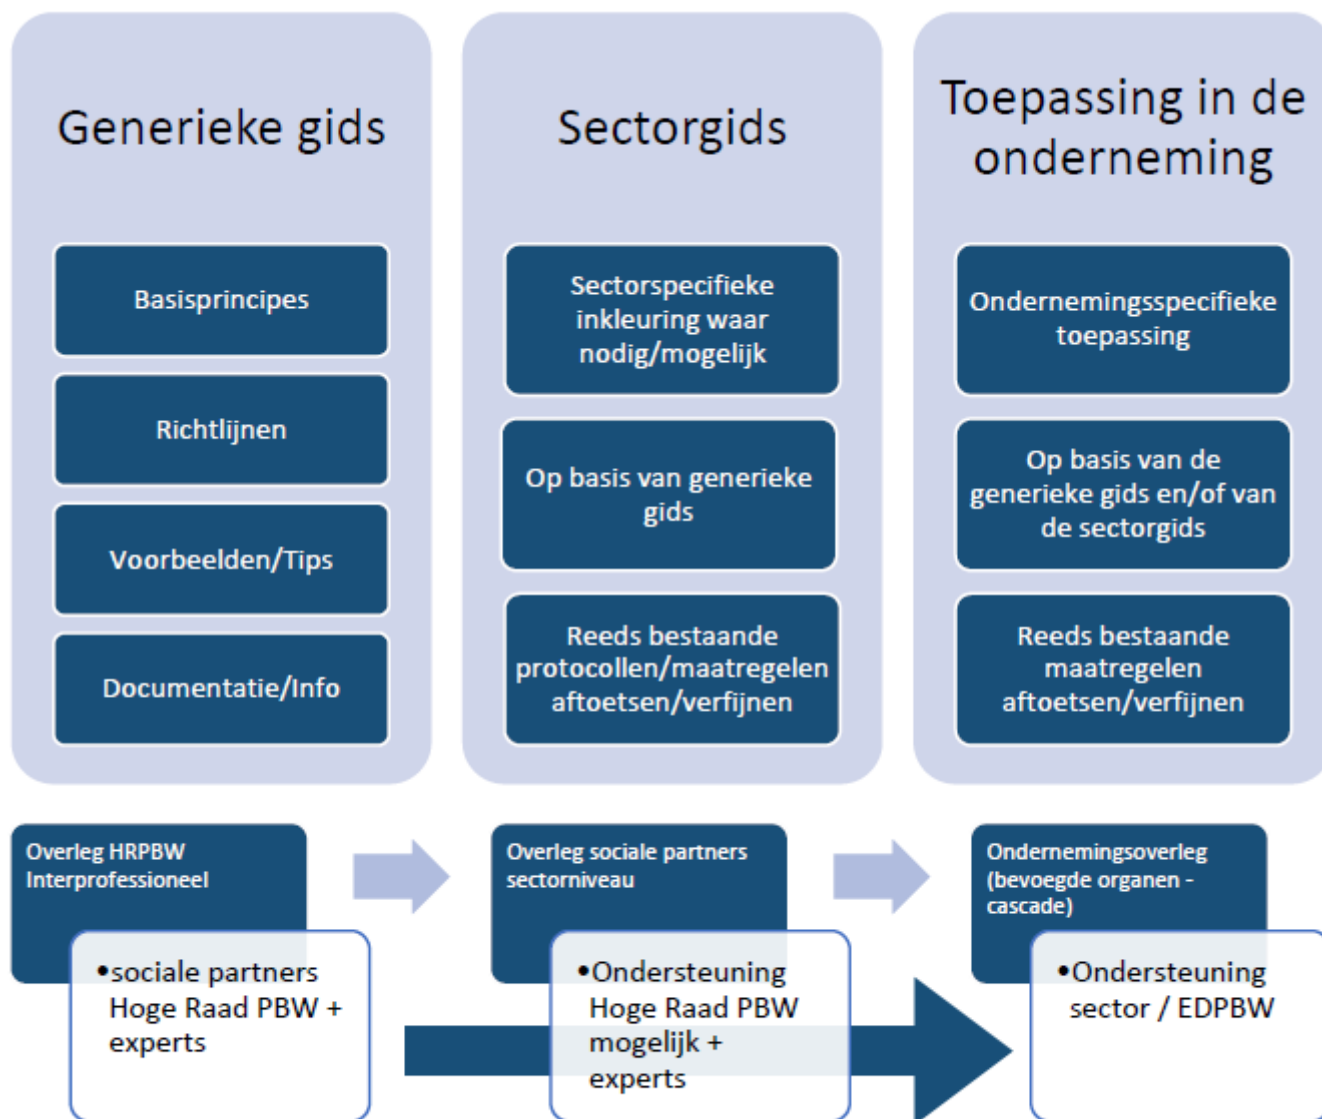 Generieke gids
Basisprincipes
Richtlijnen
Voorbeelden/Tips
Documentatie/Info
Sectorgids
Sectorspecifieke
inkleuring waar
nodig/mogelijk
Op basis van generieke
gids
Reeds bestaande
protocollen/maatregelen
aftoetsen/verfijnen
Toepassing in de
onderneming
Ondernemingsspecifieke
toepassing
Op basis van de
generieke gids en/of van
de sectorgids
Reeds bestaande
maatregelen
aftoetsen/verfijnen
Overleg HRPBW
Interprofessioneel
•sociale partners
Hoge Raad PBW +
experts
Overleg sociale partners
sectorniveau
•Ondersteuning
Hoge Raad PBW
mogelijk +
experts
Ondernemingsoverleg
(bevoegde organen -
cascade)
•Ondersteuning
sector / EDPBW